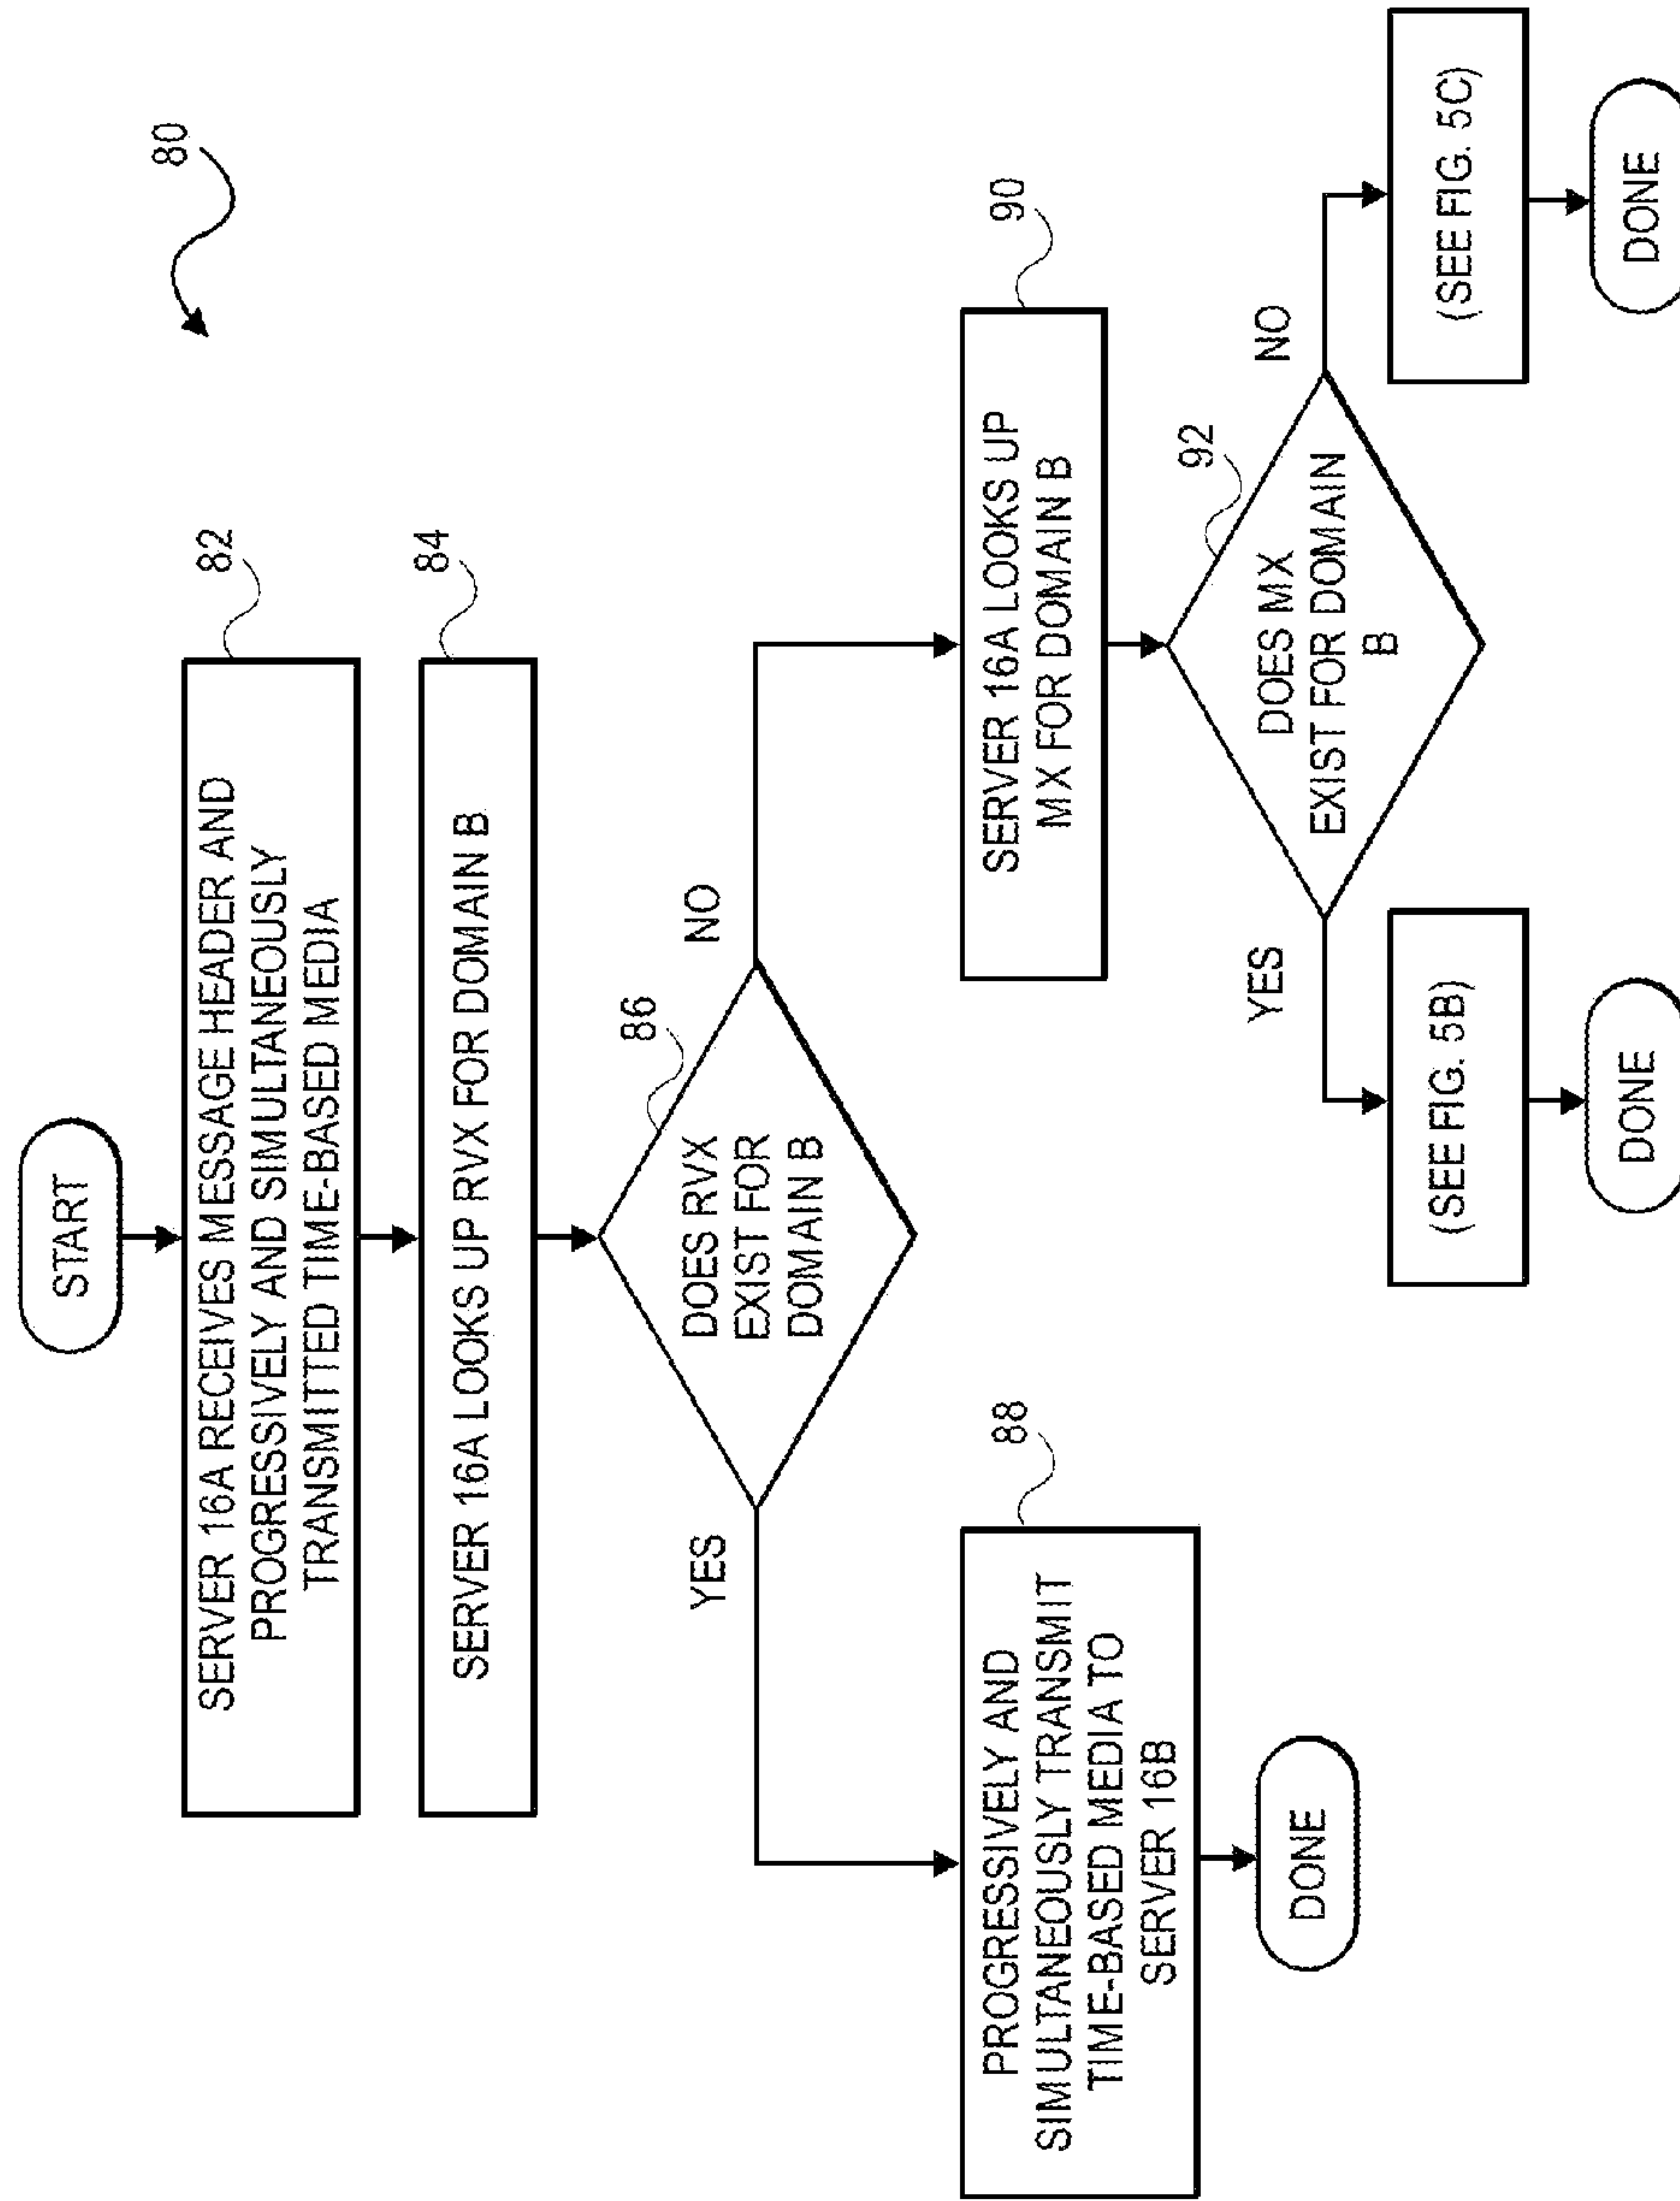 80
START
SERVER 16A RECEIVES MESSAGE HEADER AND
PROGRESSIVELY AND SIMULTANEOUSLY
TRANSMITTED TIME-BASED MEDIA
82
SERVER 16A LOOKS UP RVX FOR DOMAIN B
84
DOES RVX
EXIST FOR
DOMAIN B
86
YES
NO
PROGRESSIVELY AND
SIMULTANEOUSLY TRANSMIT
TIME-BASED MEDIA TO
SERVER 16B
88
DONE
SERVER 16A LOOKS UP
MX FOR DOMAIN B
90
DOES MX
EXIST FOR DOMAIN
B
92
YES
NO
(SEE FIG. 5B)
DONE
(SEE FIG. 5C)
DONE